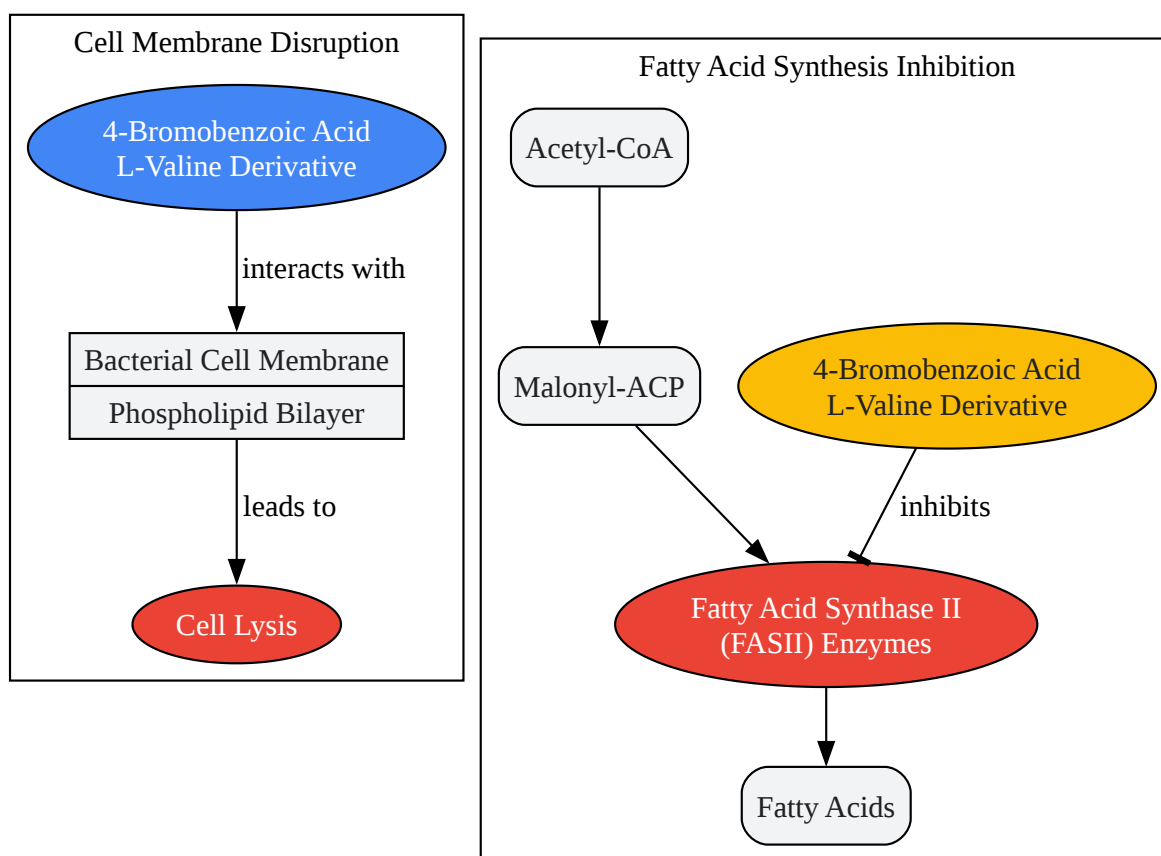 Cell Membrane Disruption
4-Bromobenzoic Acid
L-Valine Derivative
interacts with
Bacterial Cell Membrane
Phospholipid Bilayer
leads to
Cell Lysis
Fatty Acid Synthesis Inhibition
Acetyl-CoA
Malonyl-ACP
4-Bromobenzoic Acid
L-Valine Derivative
inhibits
Fatty Acid Synthase II
(FASII) Enzymes
Fatty Acids